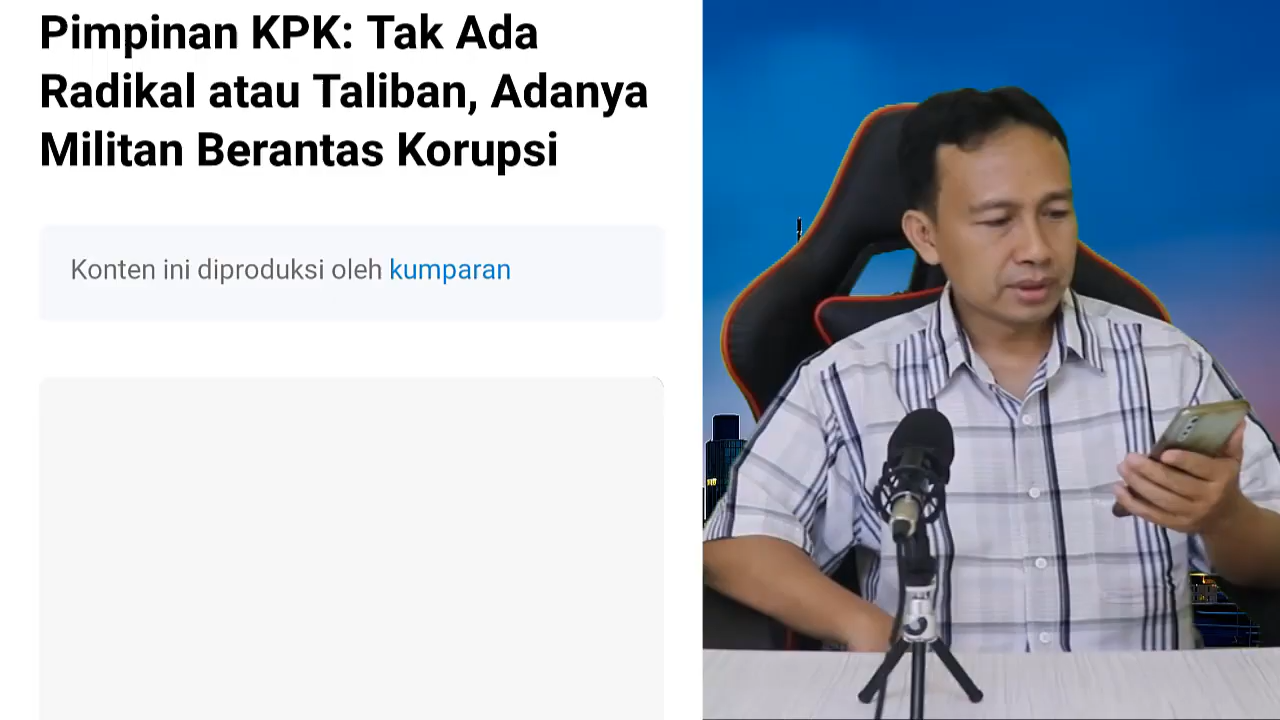 Pimpinan KPK: Tak Ada
Radikal atau Taliban, Adanya
Militan Berantas Korupsi
Konten ini diproduksi oleh kumparan